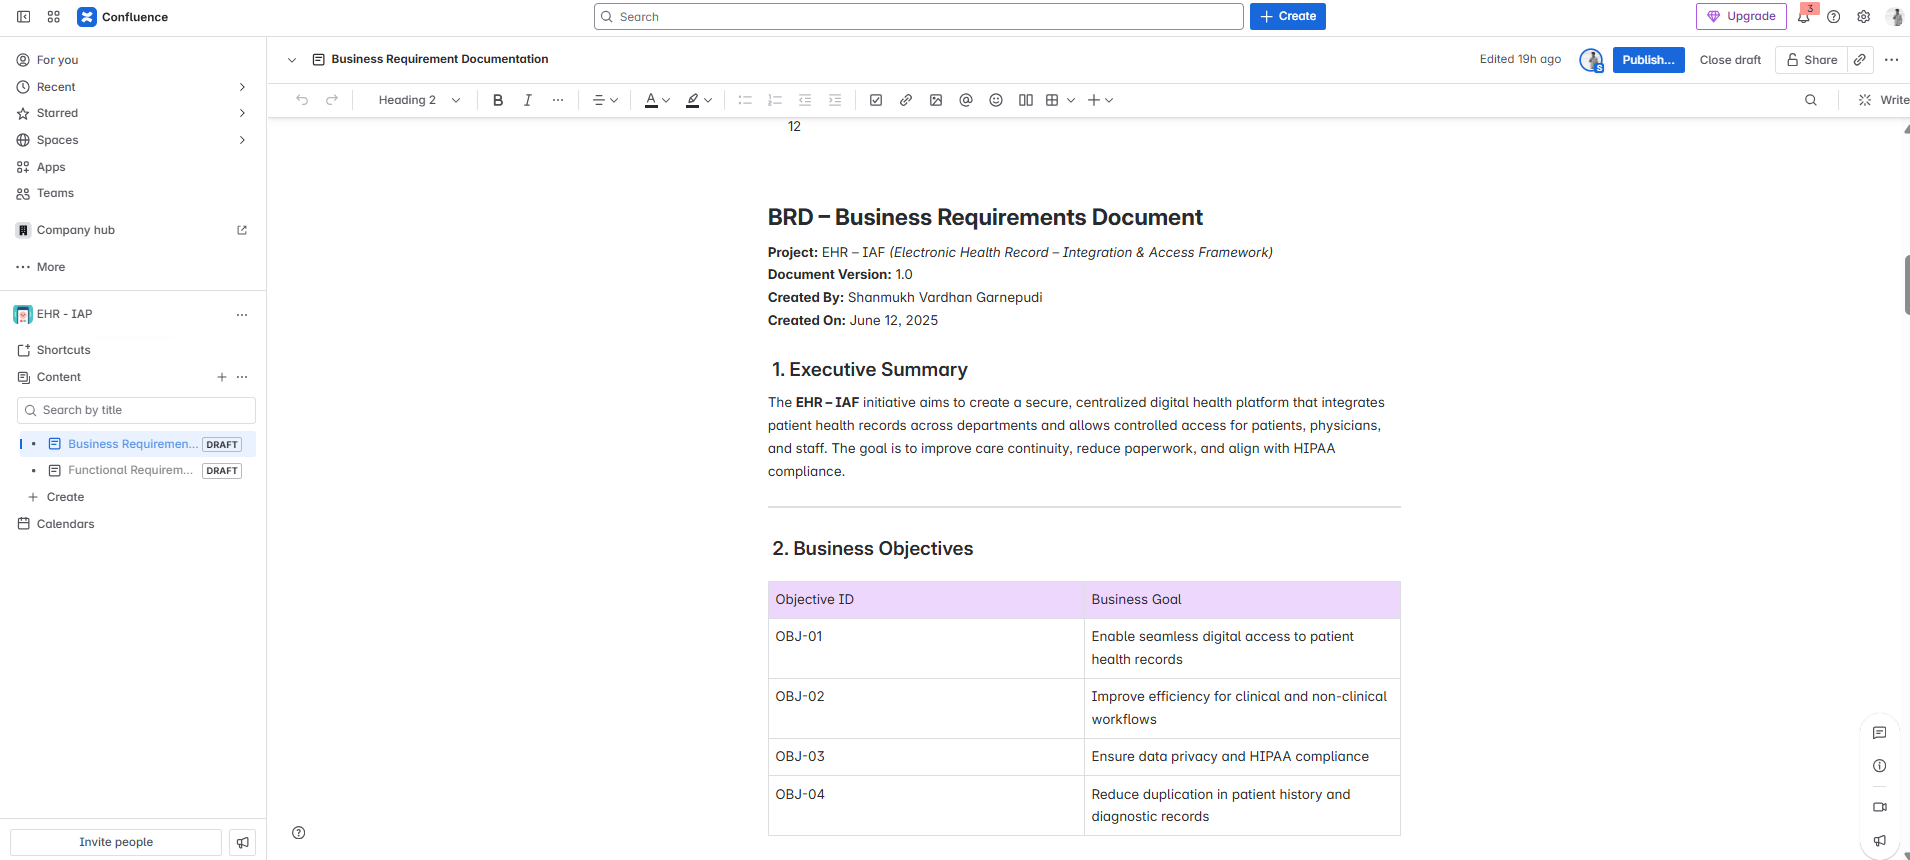 Confluence
Search
Create
Upgrade
3
For you
Recent
Starred
Spaces
Apps
Teams
Company hub
More
EHR - IAP
Shortcuts
Content
Search by title
Business Requiremen... DRAFT
Functional Requirem... DRAFT
Create
Calendars
Invite people
Business Requirement Documentation
Edited 19h ago
S
Publish...
Close draft
Share
Heading 2
B
I
A
Write
12
BRD – Business Requirements Document
Project: EHR – IAF (Electronic Health Record – Integration & Access Framework)
Document Version: 1.0
Created By: Shanmukh Vardhan Garnepudi
Created On: June 12, 2025
1. Executive Summary
The EHR – IAF initiative aims to create a secure, centralized digital health platform that integrates
patient health records across departments and allows controlled access for patients, physicians,
and staff. The goal is to improve care continuity, reduce paperwork, and align with HIPAA
compliance.
2. Business Objectives
Objective ID
Business Goal
OBJ-01
Enable seamless digital access to patient
health records
OBJ-02
Improve efficiency for clinical and non-clinical
workflows
OBJ-03
Ensure data privacy and HIPAA compliance
OBJ-04
Reduce duplication in patient history and
diagnostic records